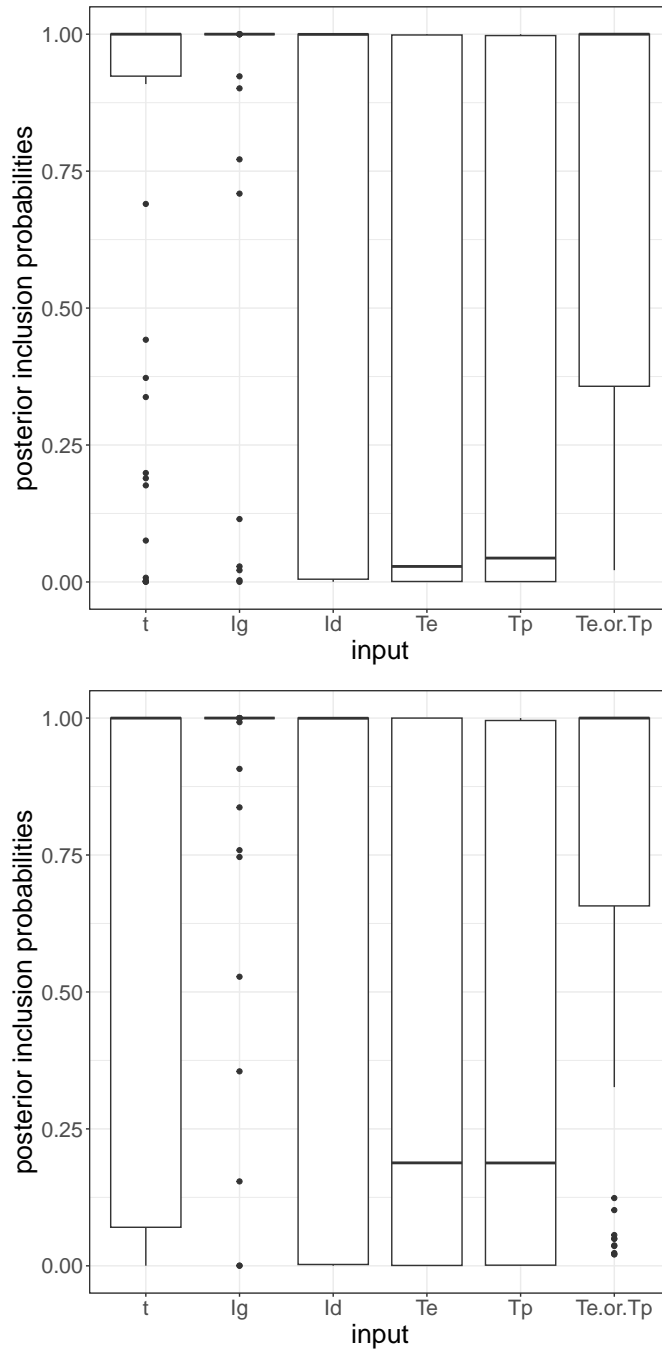 posterior inclusion probabilities
1.00
0.75
0.50
0.25
0.00
t Ig Id Te Tp Te.or.Tp
input
posterior inclusion probabilities
1.00
0.75
0.50
0.25
0.00
t Ig Id Te Tp Te.or.Tp
input